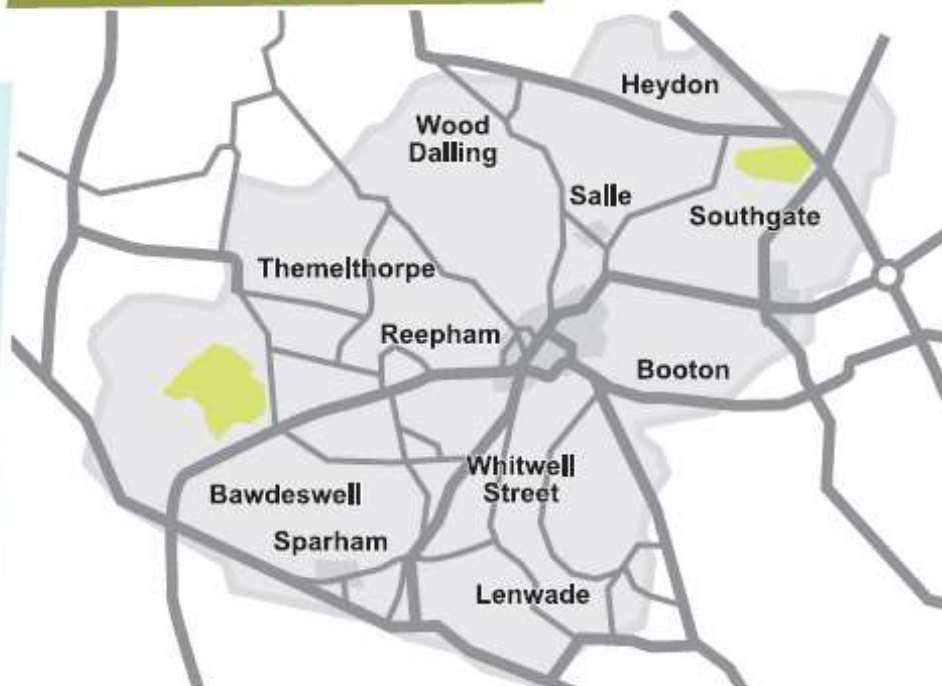 Heydon
Wood
Dalling
Salle
Southgate
Themelthorpe
Reepham
Booton
Whitwell
Street
Bawdeswell
Sparham
Lenwade